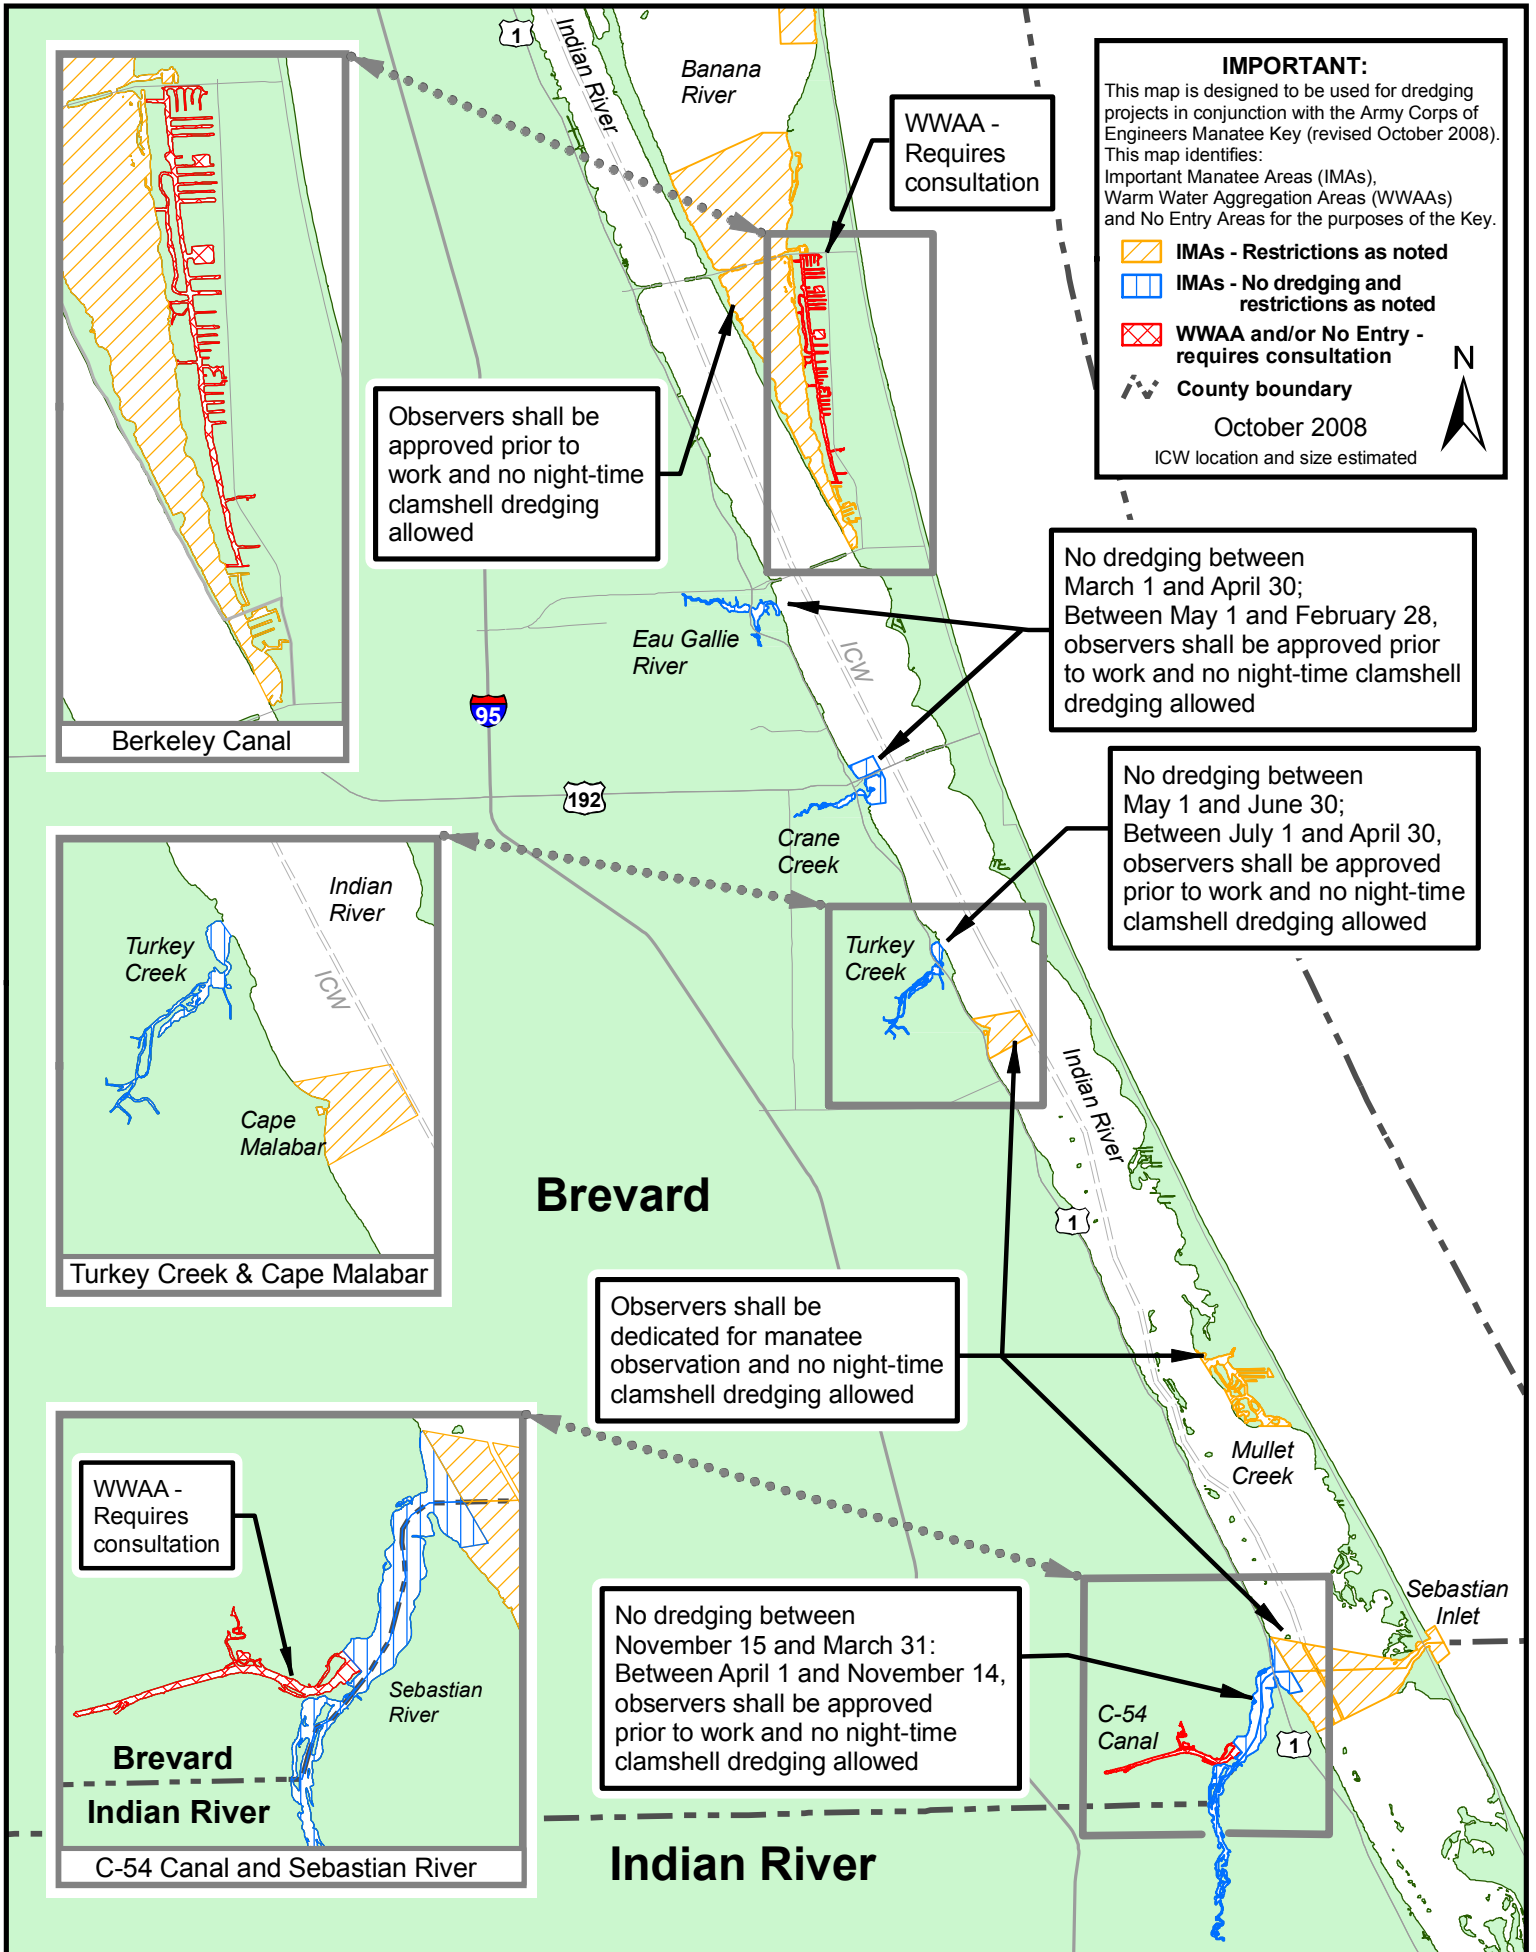 IMPORTANT:
This map is designed to be used for dredging
projects in conjunction with the Army Corps of
Engineers Manatee Key (revised October 2008).
This map identifies:
Important Manatee Areas (IMAs),
Warm Water Aggregation Areas (WWAAs)
and No Entry Areas for the purposes of the Key.
IMAs - Restrictions as noted
IMAs - No dredging and
restrictions as noted
WWAA and/or No Entry -
requires consultation
County boundary
N
October 2008
ICW location and size estimated
1
Indian River
Banana
River
WWAA -
Requires
consultation
Observers shall be
approved prior to
work and no night-time
clamshell dredging
allowed
Berkeley Canal
No dredging between
March 1 and April 30;
Between May 1 and February 28,
observers shall be approved prior
to work and no night-time clamshell
dredging allowed
Eau Gallie
River
ICW
95
192
Crane
Creek
No dredging between
May 1 and June 30;
Between July 1 and April 30,
observers shall be approved
prior to work and no night-time
clamshell dredging allowed
Turkey
Creek
Indian
River
Turkey
Creek
ICW
Cape
Malabar
Turkey Creek & Cape Malabar
Indian River
Brevard
1
Observers shall be
dedicated for manatee
observation and no night-time
clamshell dredging allowed
Mullet
Creek
WWAA -
Requires
consultation
Sebastian
River
Brevard
Indian River
C-54 Canal and Sebastian River
No dredging between
November 15 and March 31:
Between April 1 and November 14,
observers shall be approved
prior to work and no night-time
clamshell dredging allowed
Sebastian
Inlet
C-54
Canal
1
Indian River